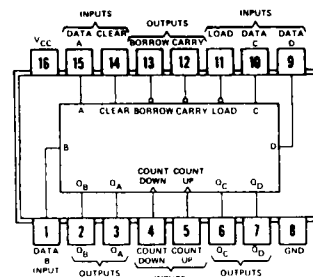 INPUTS INPUTS
DATA CLEAR OUTPUTS LOAD DATA DATA
VCC A BORROW CARRY C D
16 15 14 13 12 11 10 9
A CLEAR BORROW CARRY LOAD C
B D
COUNT COUNT
QB QA DOWN UP QC QD
1 2 3 4 5 6 7 8
DATA QB QA COUNT COUNT QC QD GND
B DOWN UP
INPUT OUTPUTS INPUTS OUTPUTS